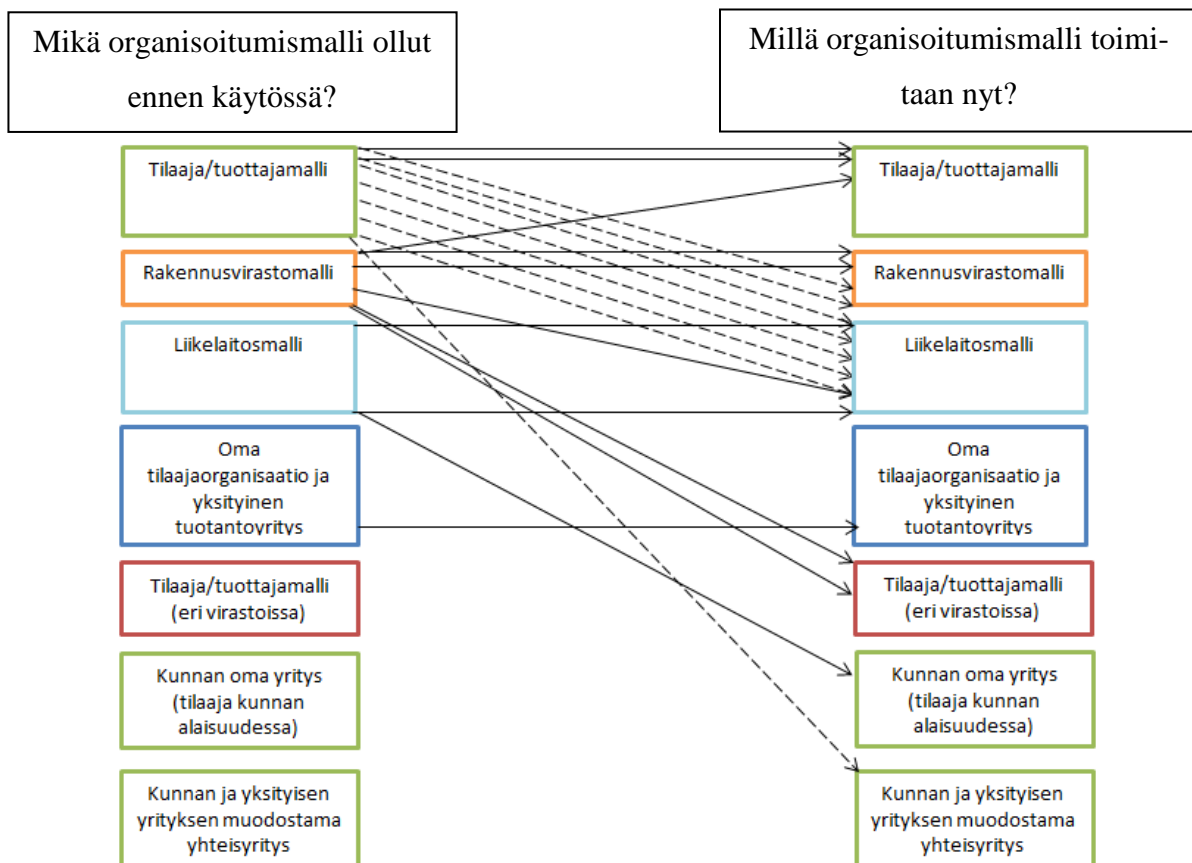 Mikä organisoitumismalli ollut
ennen käytössä?
Millä organisoitumismalli toimi-
taan nyt?
Tilaaja/tuottajamalli
Rakennusvirastomalli
Liikelaitosmalli
Oma
tilaajaorganisaatio ja
yksityinen
tuotantoyritys
Tilaaja/tuottajamalli
(eri virastoissa)
Kunnan oma yritys
(tilaaja kunnan
alaisuudessa)
Kunnan ja yksityisen
yrityksen muodostama
yhteisyritys
Tilaaja/tuottajamalli
Rakennusvirastomalli
Liikelaitosmalli
Oma
tilaajaorganisaatio ja
yksityinen
tuotantoyritys
Tilaaja/tuottajamalli
(eri virastoissa)
Kunnan oma yritys
(tilaaja kunnan
alaisuudessa)
Kunnan ja yksityisen
yrityksen muodostama
yhteisyritys